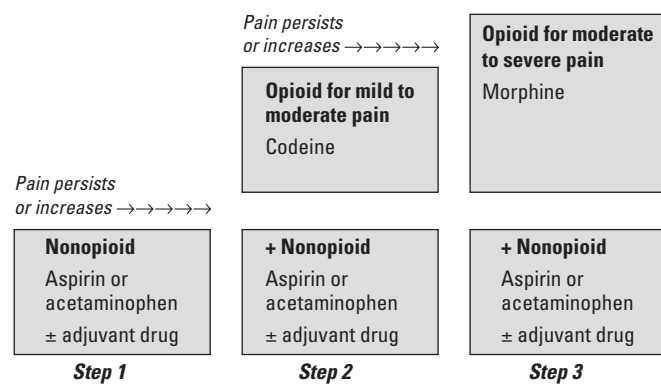 Pain persists
or increases →→→→→
Opioid for moderate
to severe pain
Morphine
Opioid for mild to
moderate pain
Codeine
Pain persists
or increases →→→→→
Nonopioid
Aspirin or
acetaminophen
± adjuvant drug
+ Nonopioid
Aspirin or
acetaminophen
± adjuvant drug
+ Nonopioid
Aspirin or
acetaminophen
± adjuvant drug
Step 1
Step 2
Step 3